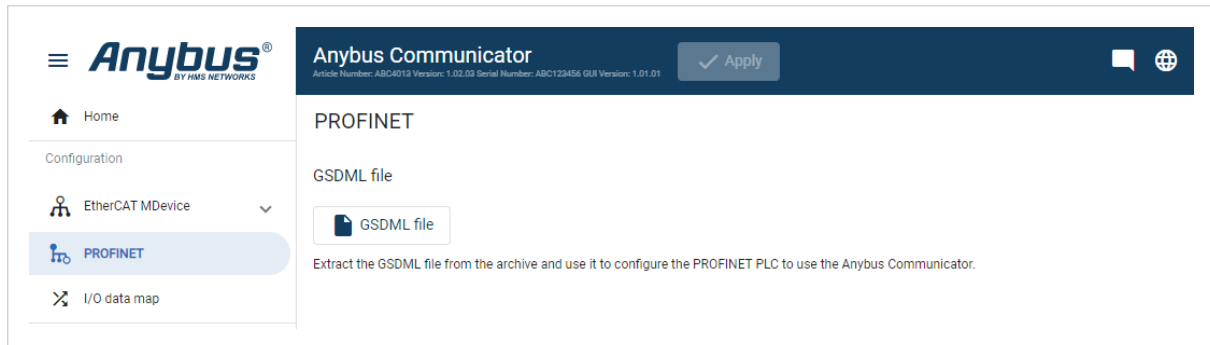 Anybus®
BY HMS NETWORKS
Anybus Communicator
Article Number: ABC4013 Version: 1.02.03 Serial Number: ABC123456 GUI Version: 1.01.01
Apply
Home
Configuration
EtherCAT MDevice
PROFINET
I/O data map
PROFINET
GSDML file
GSDML file
Extract the GSDML file from the archive and use it to configure the PROFINET PLC to use the Anybus Communicator.